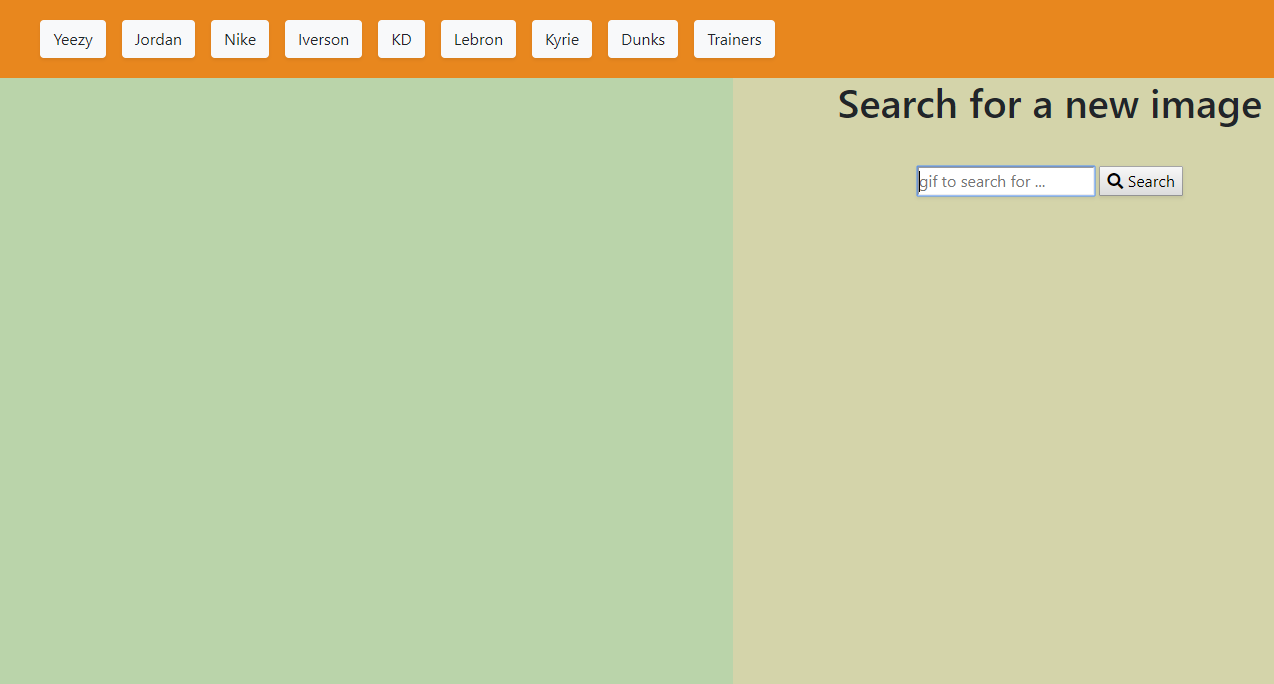 Yeezy Jordan Nike Iverson KD Lebron Kyrie Dunks Trainers
Search for a new image
gif to search for ... Search